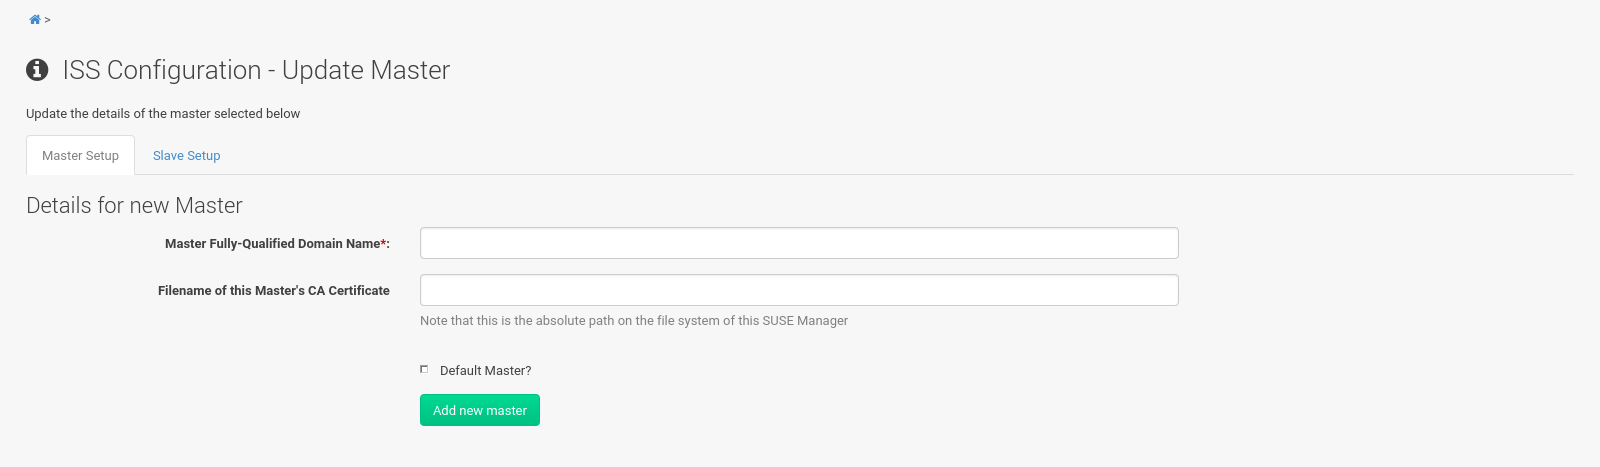 >
ISS Configuration - Update Master
Update the details of the master selected below
Master Setup Slave Setup
Details for new Master
Master Fully-Qualified Domain Name*:
Filename of this Master's CA Certificate
Note that this is the absolute path on the file system of this SUSE Manager
Default Master?
Add new master